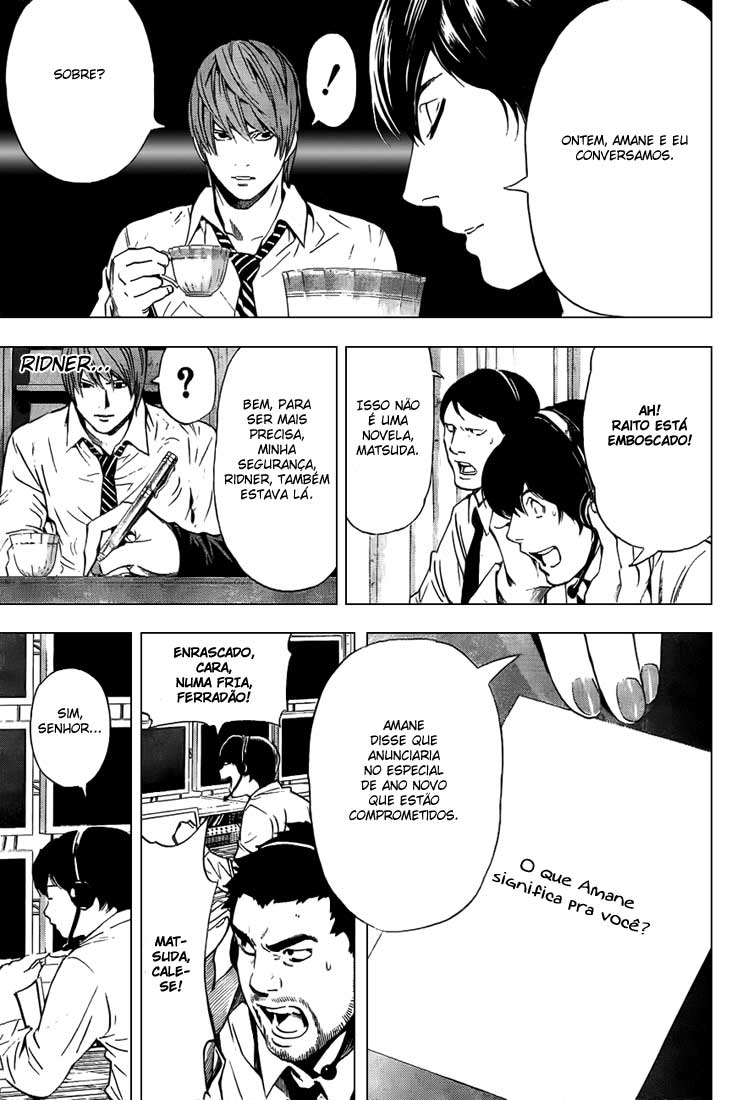 ONTEM, AMANE E EU
CONVERSAMOS.
!
SOBRE?
AH!
RAITO ESTÁ
EMBOSCADO!
ISSO NÃO
É UMA
NOVELA,
MATSUDA.
BEM, PARA
SER MAIS
PRECISA,
MINHA
SEGURANÇA,
RIDNER, TAMBÉM
ESTAVA LÁ.
?
RIDNER...
AMANE
DISSE QUE
ANUNCIARIA
NO ESPECIAL
DE ANO NOVO
QUE ESTÃO
COMPROMETIDOS.
O que Amane
significa pra você?
ENRASCADO,
CARA,
NUMA FRIA,
FERRADÃO!
MAT-
SUDA,
CALE-
SE!
SIM,
SENHOR...